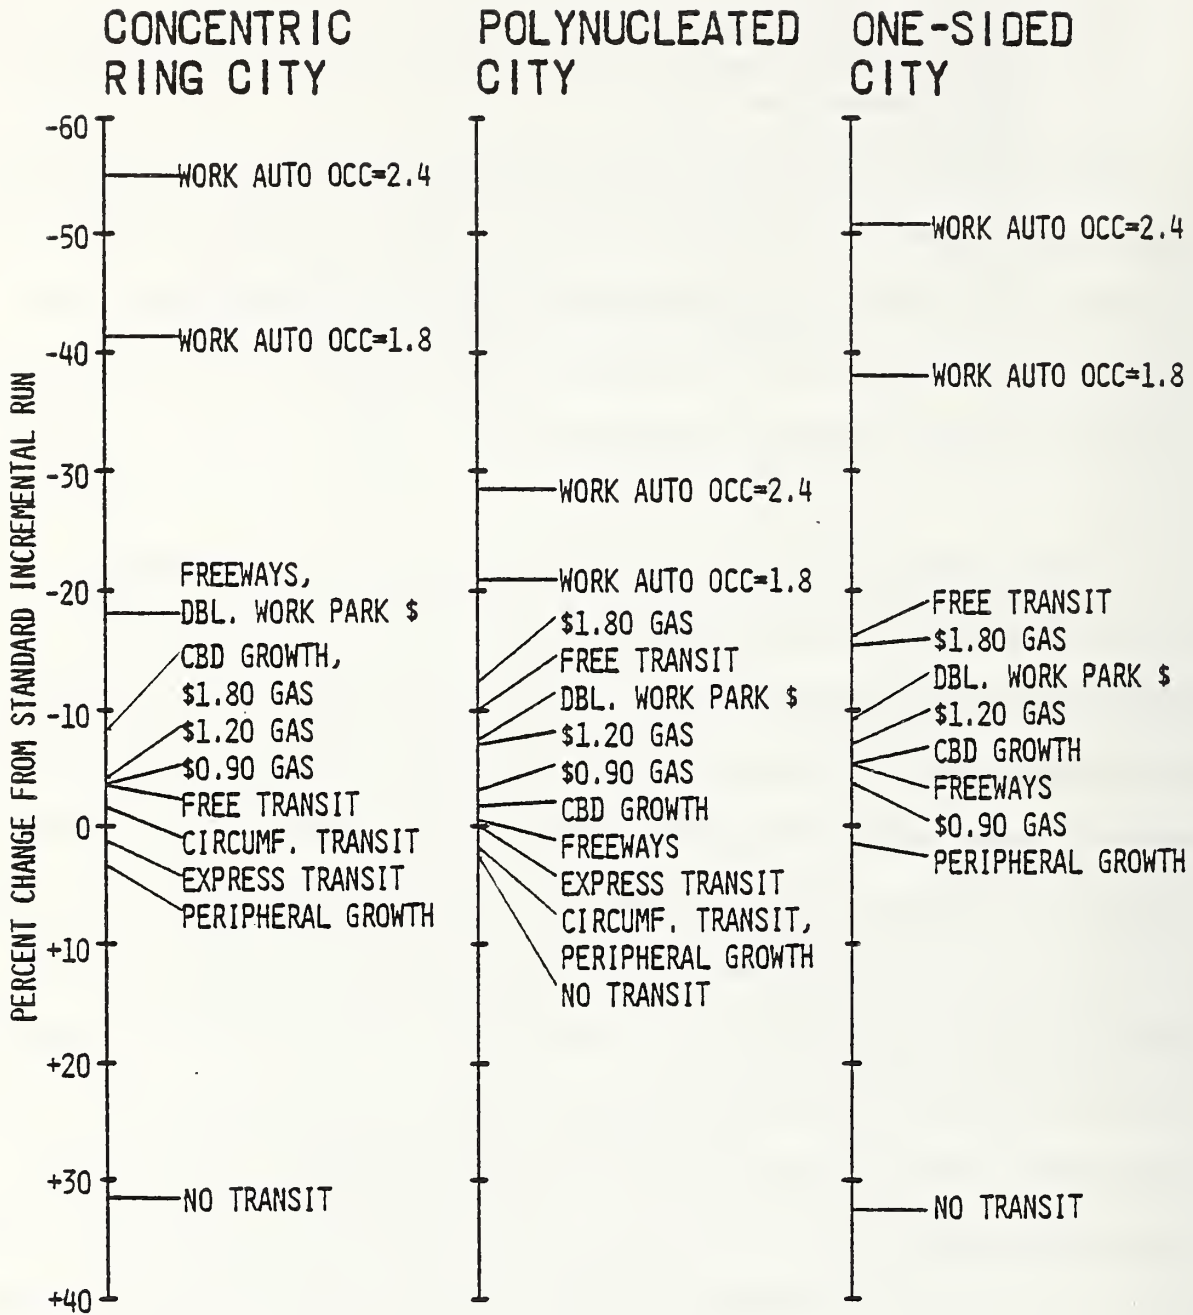 CONCENTRIC
RING CITY
POLYNUCLEATED
CITY
ONE-SIDED
CITY
PERCENT CHANGE FROM STANDARD INCREMENTAL RUN
-60
-50
-40
-30
-20
-10
0
+10
+20
+30
+40
WORK AUTO OCC=2.4
WORK AUTO OCC=1.8
FREEWAYS,
DBL. WORK PARK $
CBD GROWTH,
$1.80 GAS
$1.20 GAS
$0.90 GAS
FREE TRANSIT
CIRCUMF. TRANSIT
EXPRESS TRANSIT
PERIPHERAL GROWTH
NO TRANSIT
WORK AUTO OCC=2.4
WORK AUTO OCC=1.8
$1.80 GAS
FREE TRANSIT
DBL. WORK PARK $
$1.20 GAS
$0.90 GAS
CBD GROWTH
FREEWAYS
EXPRESS TRANSIT
CIRCUMF. TRANSIT,
PERIPHERAL GROWTH
NO TRANSIT
WORK AUTO OCC=2.4
WORK AUTO OCC=1.8
FREE TRANSIT
$1.80 GAS
DBL. WORK PARK $
$1.20 GAS
CBD GROWTH
FREEWAYS
$0.90 GAS
PERIPHERAL GROWTH
NO TRANSIT